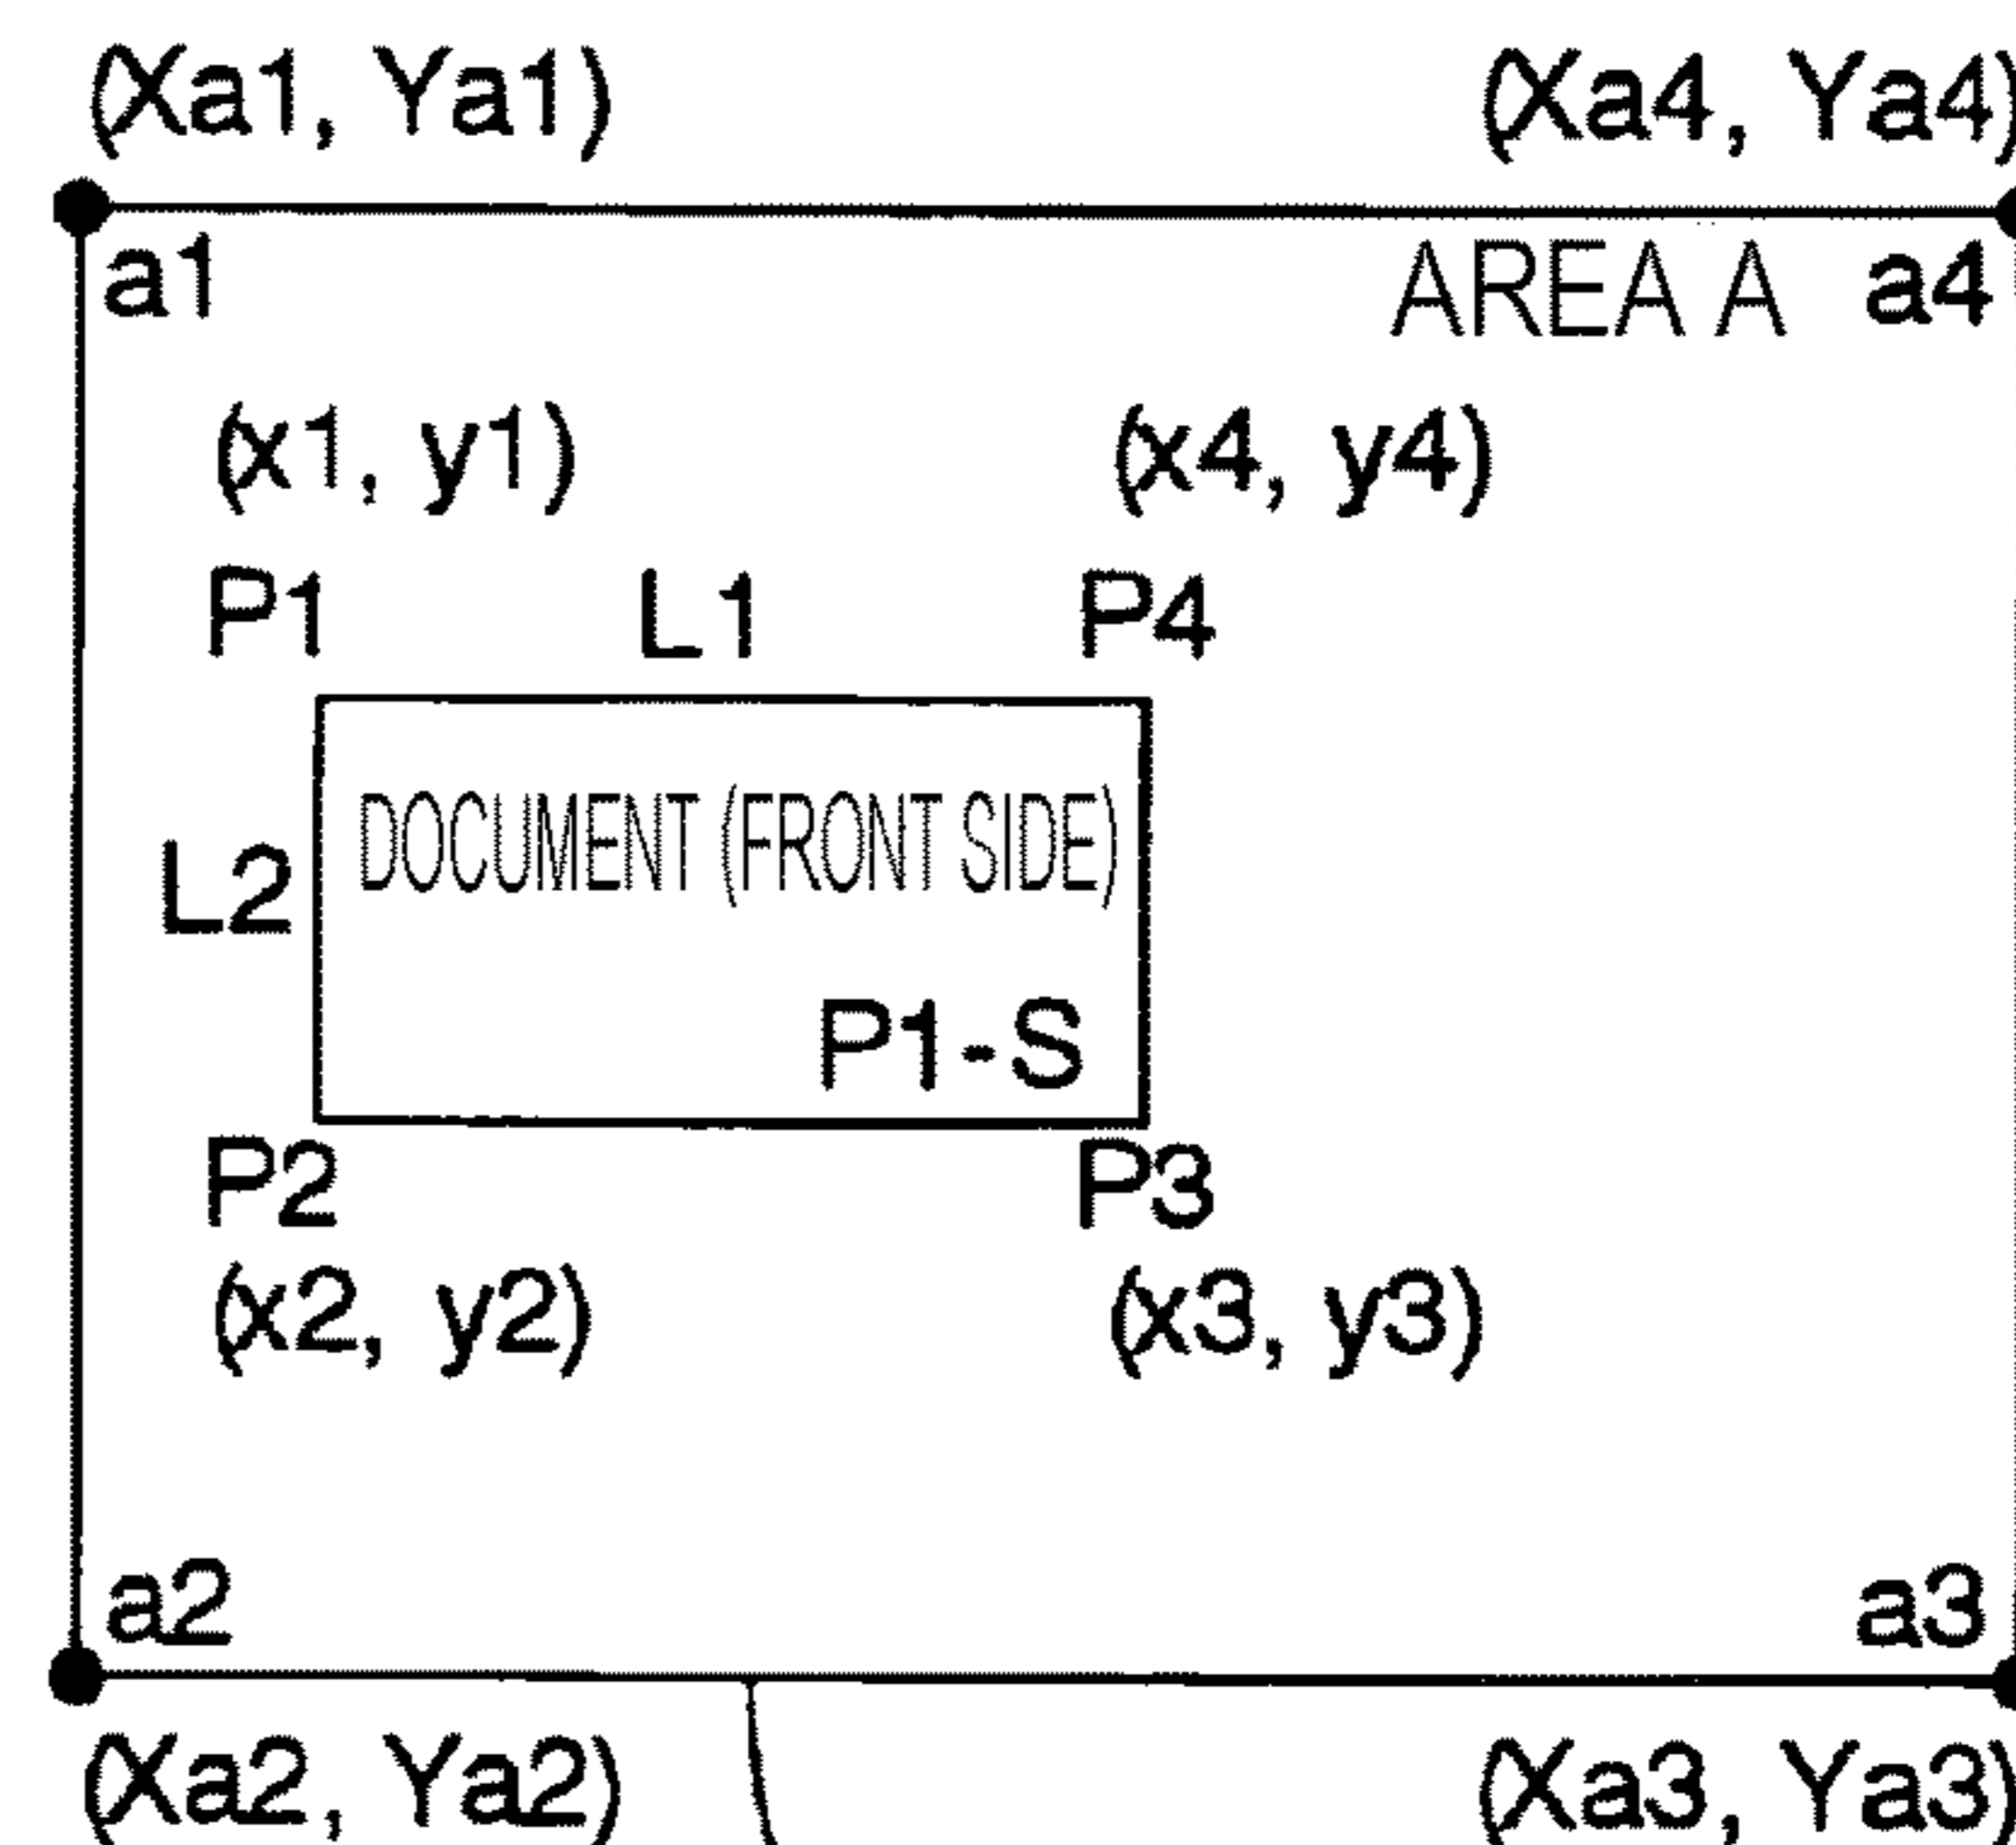 (Xa1, Ya1) (Xa4, Ya4)
a1 AREA A a4
(x1, y1) (x4, y4)
P1 L1 P4
DOCUMENT (FRONT SIDE)
L2
P1-S
P2 P3
(x2, y2) (x3, y3)
a2 a3
(Xa2, Ya2) (Xa3, Ya3)